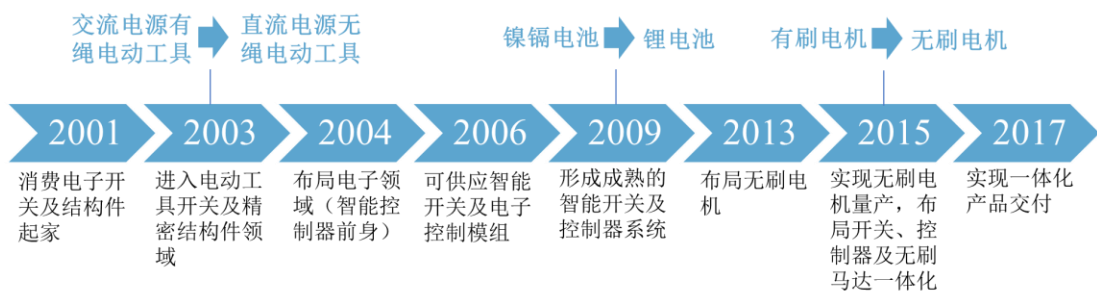 交流电源有
绳电动工具
直流电源无
绳电动工具
镍镉电池
锂电池
有刷电机
无刷电机
2001
2003
2004
2006
2009
2013
2015
2017
消费电子开
关及结构件
起家
进入电动工
具开关及精
密结构件领
域
布局电子领
域（智能控
制器前身）
可供应智能
开关及电子
控制模组
形成成熟的
智能开关及
控制器系统
布局无刷电
机
实现无刷电
机量产，布
局开关、控
制器及无刷
马达一体化
实现一体化
产品交付